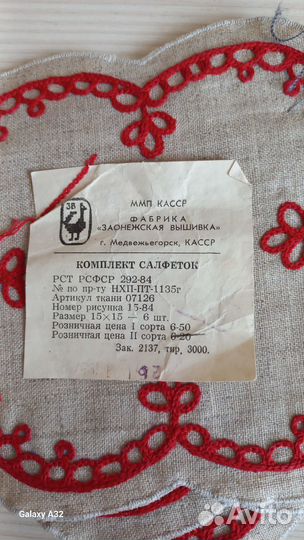 ЗВ
ММП КАССР
ФАБРИКА
«ЗАОНЕЖСКАЯ ВЫШИВКА»
г. Медвежьегорск, КАССР
КОМПЛЕКТ САЛФЕТОК
РСТ РСФСР 292-84
№ по пр-ту НХП-ПТ-1135г
Артикул ткани 07126
Номер рисунка 15-84
Размер 15×15 — 6 шт.
Розничная цена I сорта 6-50
Розничная цена II сорта 6-20
Зак. 2137, тир. 3000.
Galaxy A32
Avito